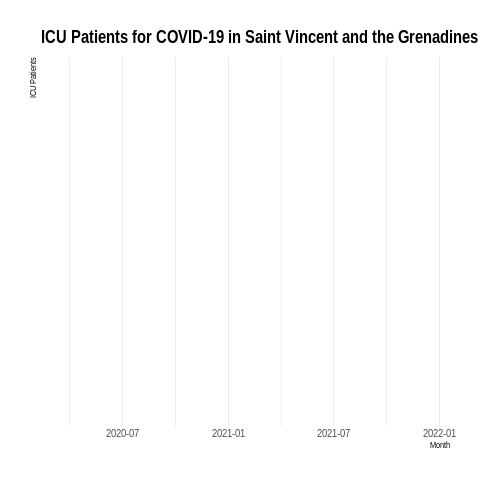 ICU Patients for COVID-19 in Saint Vincent and the Grenadines
ICU Patients
2020-07 2021-01 2021-07 2022-01
Month